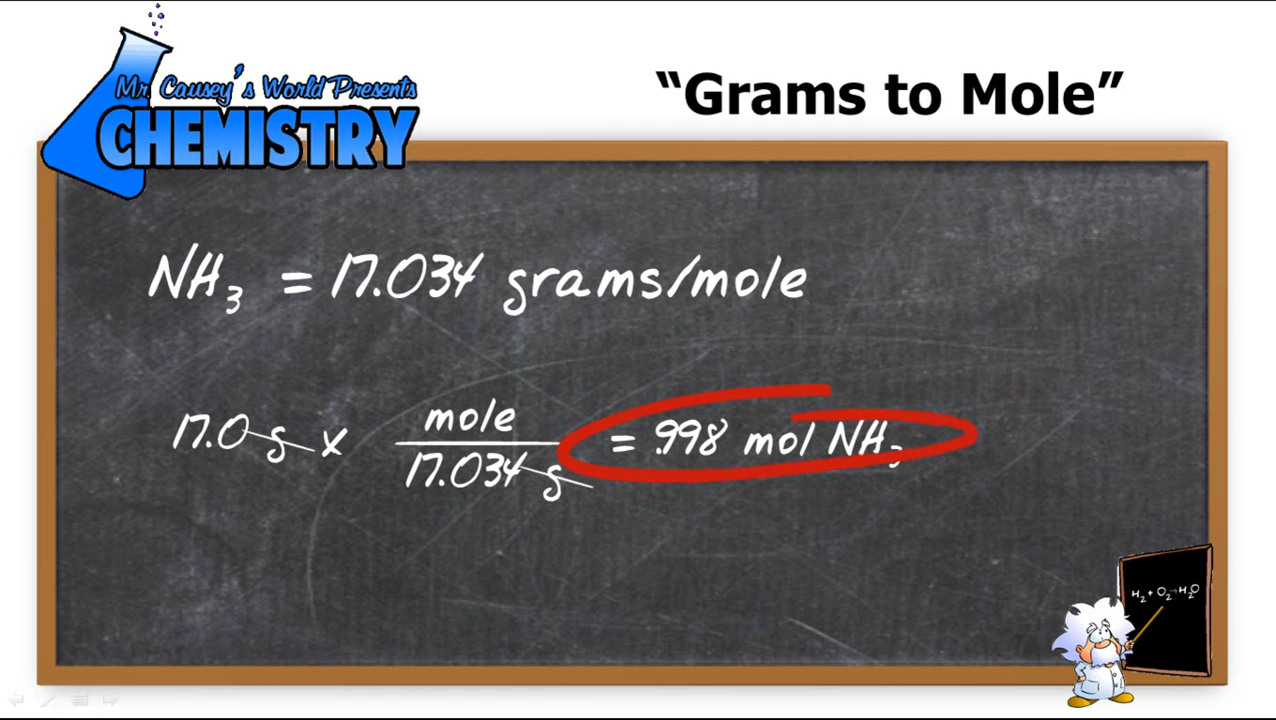 Mr. Causey's World Presents
CHEMISTRY
“Grams to Mole”
NH₃ = 17.034 grams/mole
17.0 g x mole / 17.034 g = .998 mol NH₃
H₂ + O₂→H₂O